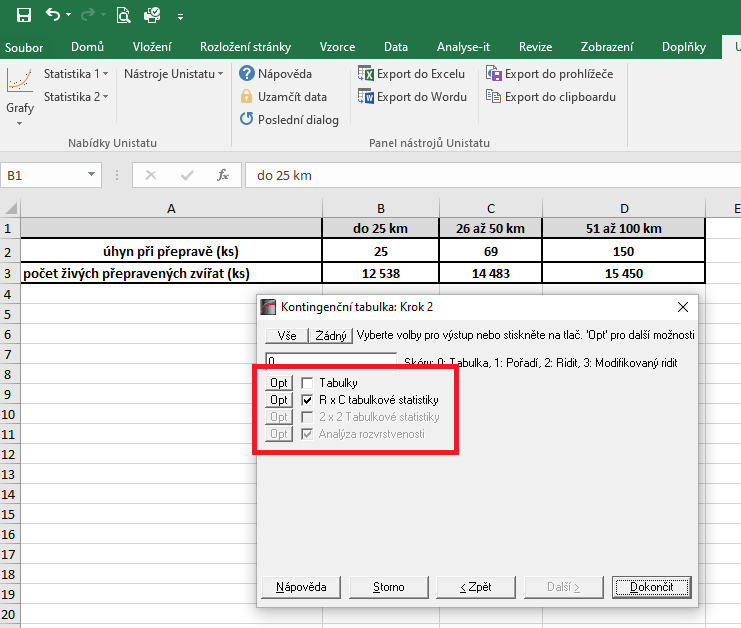 Soubor Domů Vložení Rozložení stránky Vzorce Data Analyse-it Revize Zobrazení Doplňky U
Grafy
Statistika 1 Nástroje Unistatu Nápověda Export do Excelu Export do prohlížeče
Statistika 2 Uzamčít data Export do Wordu Export do clipboardu
Poslední dialog
Nabídky Unistatu Panel nástrojů Unistatu
B1 fx do 25 km
A B C D E
1 do 25 km 26 až 50 km 51 až 100 km
2 úhyn při přepravě (ks) 25 69 150
3 počet živých přepravených zvířat (ks) 12 538 14 483 15 450
4
5
6
7
8
9
10
11
12
13
14
15
16
17
18
19
20
Kontingenční tabulka: Krok 2
Vše Žádný Vyberte volby pro výstup nebo stiskněte na tlač. 'Opt' pro další možnosti
0 Skóru: 0: Tabulka, 1: Pořadí, 2: Ridit, 3: Modifikovaný ridit
Opt Tabulky
Opt R x C tabulkové statistiky
Opt 2 x 2 Tabulkové statistiky
Opt Analýza rozvrstvenosti
Nápověda Storno < Zpět Další > Dokončit